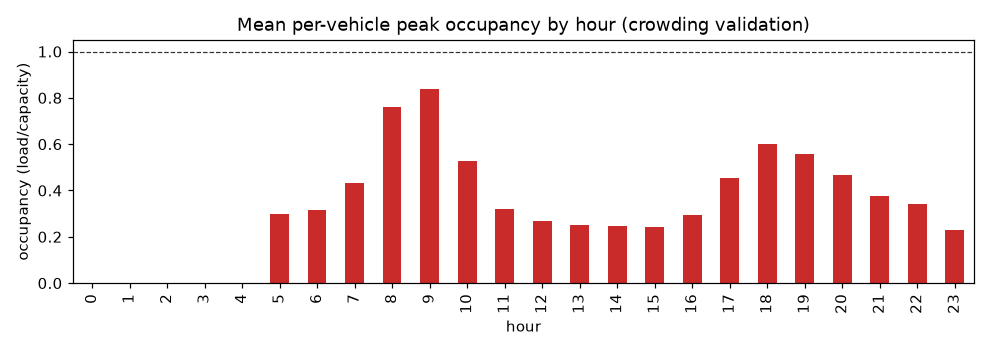 Mean per-vehicle peak occupancy by hour (crowding validation)
occupancy (load/capacity)
1.0
0.8
0.6
0.4
0.2
0.0
0 1 2 3 4 5 6 7 8 9 10 11 12 13 14 15 16 17 18 19 20 21 22 23
hour